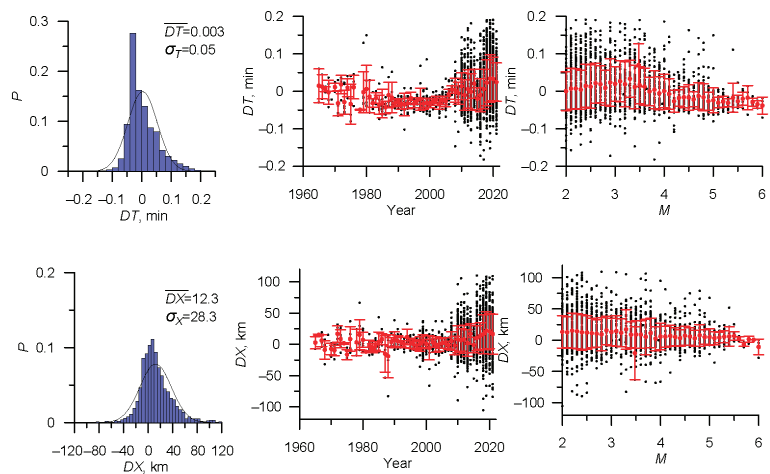 0.3
0.2
0.1
0
P
D̅T̅=0.003
σT=0.05
–0.2 –0.1 0 0.1 0.2
DT, min
0.2
0.1
0
–0.1
–0.2
DT, min
1960 1980 2000 2020
Year
0.2
0.1
0
–0.1
–0.2
DT, min
2 3 4 5 6
M
0.2
0.1
0
P
D̅X̅=12.3
σX=28.3
–120 –80 –40 0 40 80 120
DX, km
100
50
0
–50
–100
DX, km
1960 1980 2000 2020
Year
100
50
0
–50
–100
DX, km
2 3 4 5 6
M